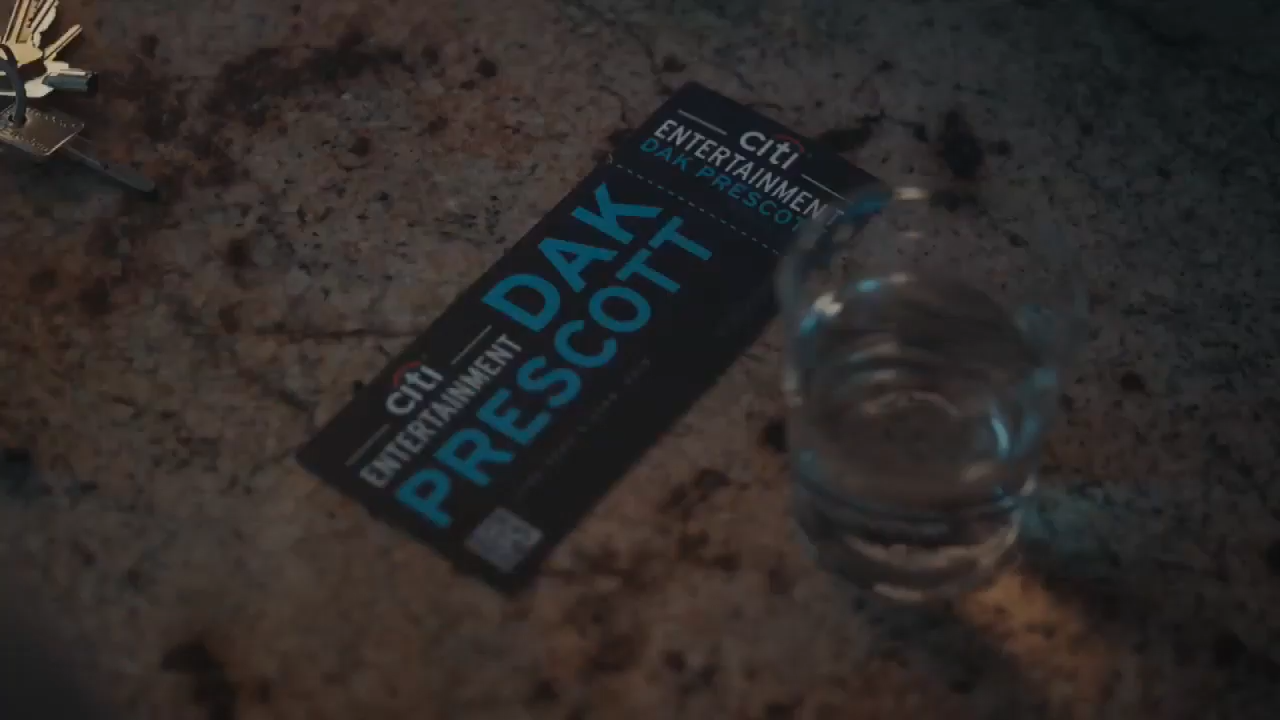 citi
ENTERTAINMENT
DAK PRESCOTT
DAK
citi
ENTERTAINMENT
PRESCOTT